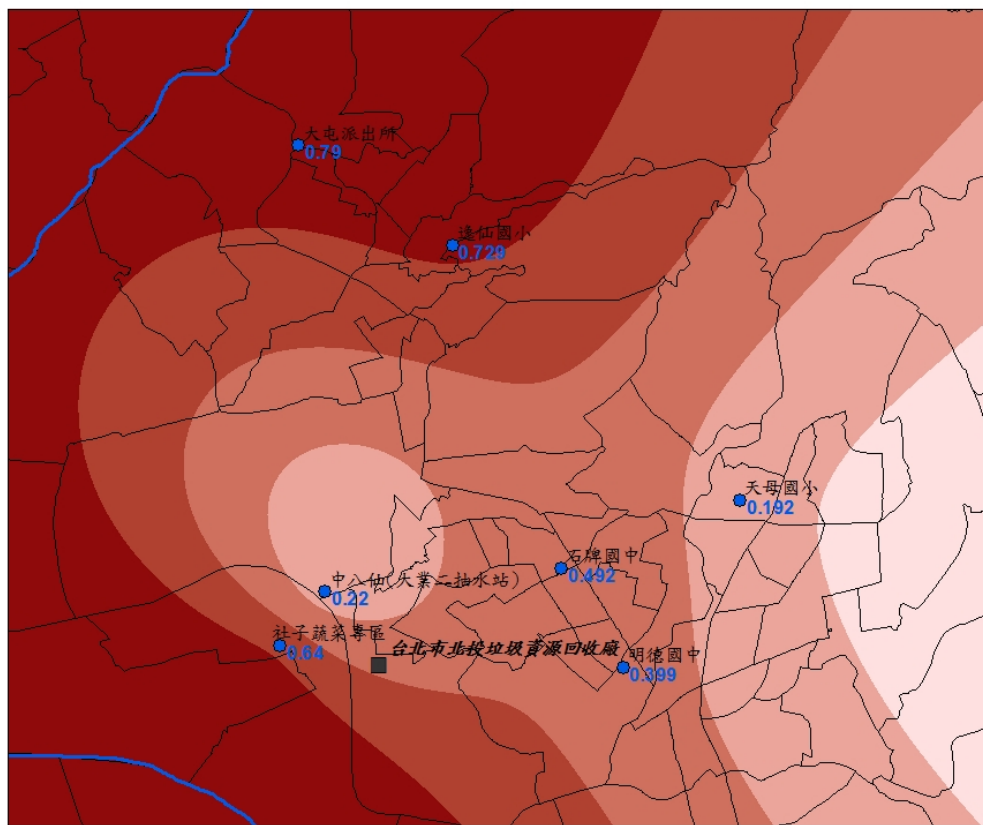 大屯派出所
0.79
逸仙國小
0.729
天母國小
0.192
石牌國中
0.492
中八仙(大業二抽水站)
0.22
社子蔬菜專區
0.64
台北市北投垃圾資源回收廠
明德國中
0.399